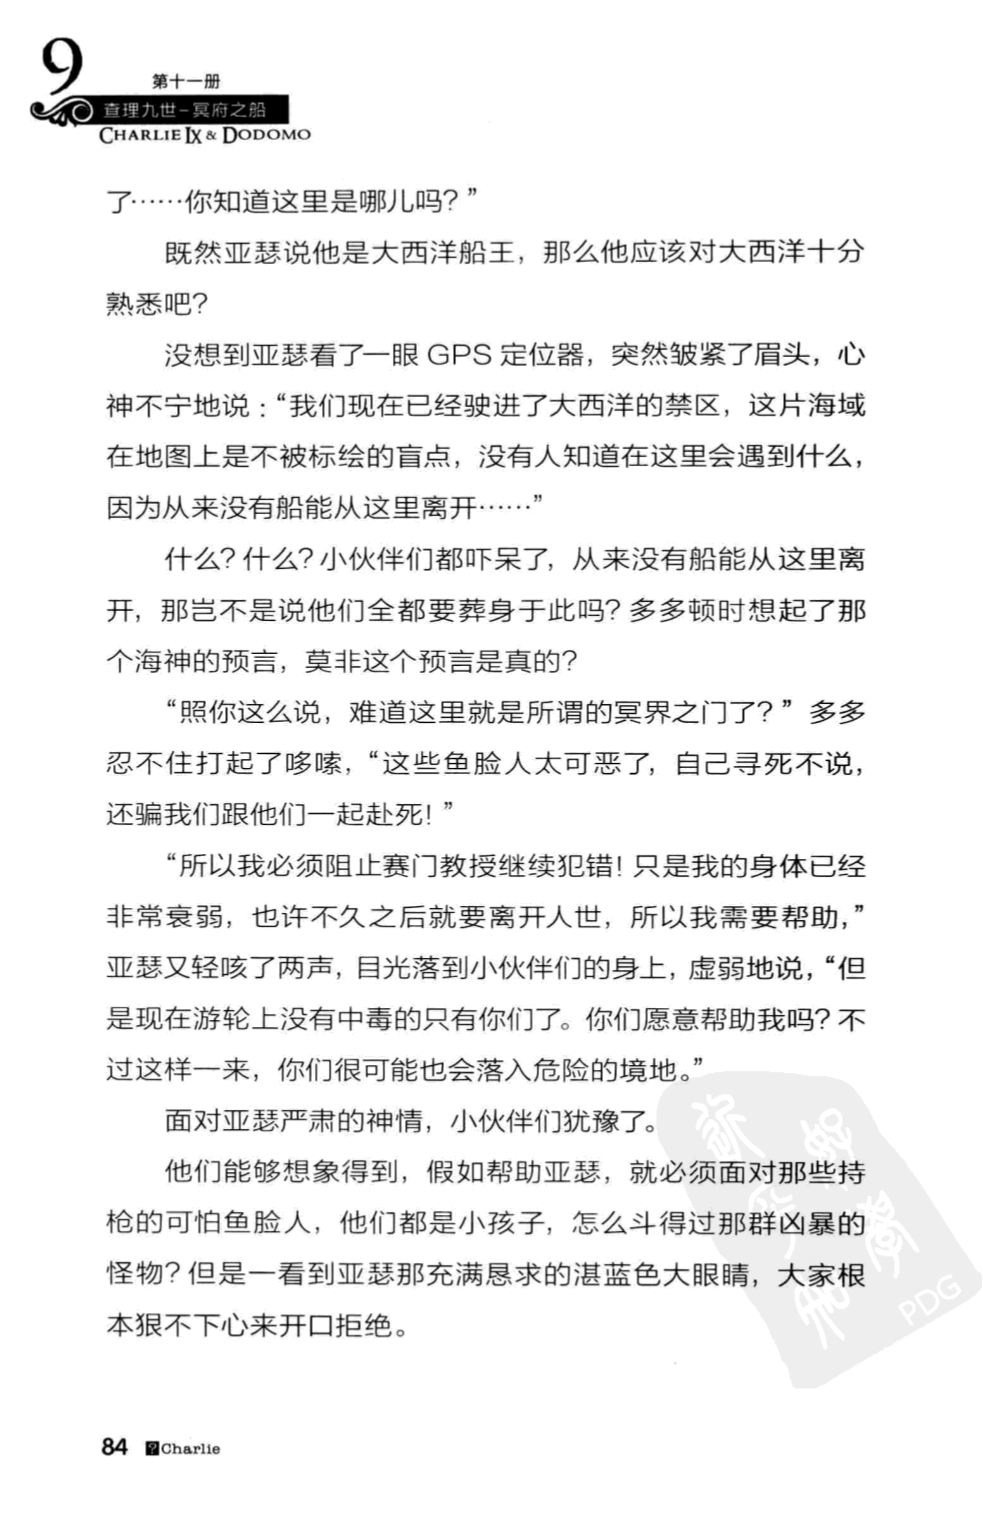 9
第十一册
查理九世-冥府之船
CHARLIE IX & DODOMO
了……你知道这里是哪儿吗？”
既然亚瑟说他是大西洋船王，那么他应该对大西洋十分
熟悉吧？
没想到亚瑟看了一眼 GPS 定位器，突然皱紧了眉头，心
神不宁地说：“我们现在已经驶进了大西洋的禁区，这片海域
在地图上是不被标绘的盲点，没有人知道在这里会遇到什么，
因为从来没有船能从这里离开……”
什么？什么？小伙伴们都吓呆了，从来没有船能从这里离
开，那岂不是说他们全都要葬身于此吗？多多顿时想起了那
个海神的预言，莫非这个预言是真的？
“照你这么说，难道这里就是所谓的冥界之门了？”多多
忍不住打起了哆嗦，“这些鱼脸人太可恶了，自己寻死不说，
还骗我们跟他们一起赴死！”
“所以我必须阻止赛门教授继续犯错！只是我的身体已经
非常衰弱，也许不久之后就要离开人世，所以我需要帮助，”
亚瑟又轻咳了两声，目光落到小伙伴们的身上，虚弱地说，“但
是现在游轮上没有中毒的只有你们了。你们愿意帮助我吗？不
过这样一来，你们很可能也会落入危险的境地。”
面对亚瑟严肃的神情，小伙伴们犹豫了。
他们能够想象得到，假如帮助亚瑟，就必须面对那些持
枪的可怕鱼脸人，他们都是小孩子，怎么斗得过那群凶暴的
怪物？但是一看到亚瑟那充满恳求的湛蓝色大眼睛，大家根
本狠不下心来开口拒绝。
PDG
84 ?Charlie